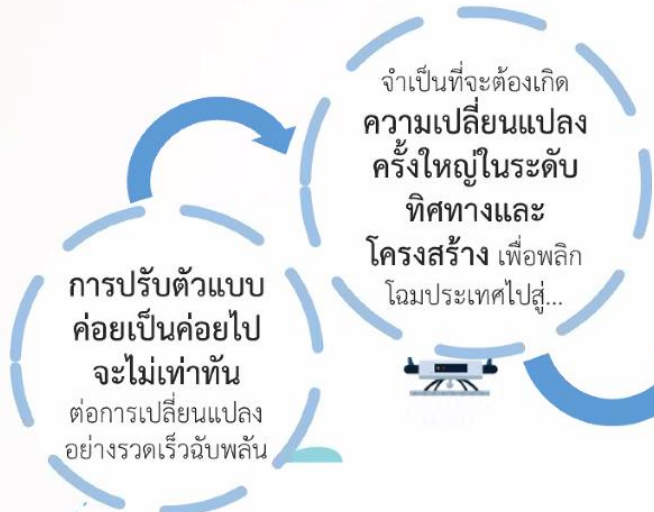 การปรับตัวแบบ
ค่อยเป็นค่อยไป
จะไม่เท่าทัน
ต่อการเปลี่ยนแปลง
อย่างรวดเร็วฉับพลัน
จำเป็นที่จะต้องเกิด
ความเปลี่ยนแปลง
ครั้งใหญ่ในระดับ
ทิศทางและ
โครงสร้าง เพื่อพลิก
โฉมประเทศไปสู่...